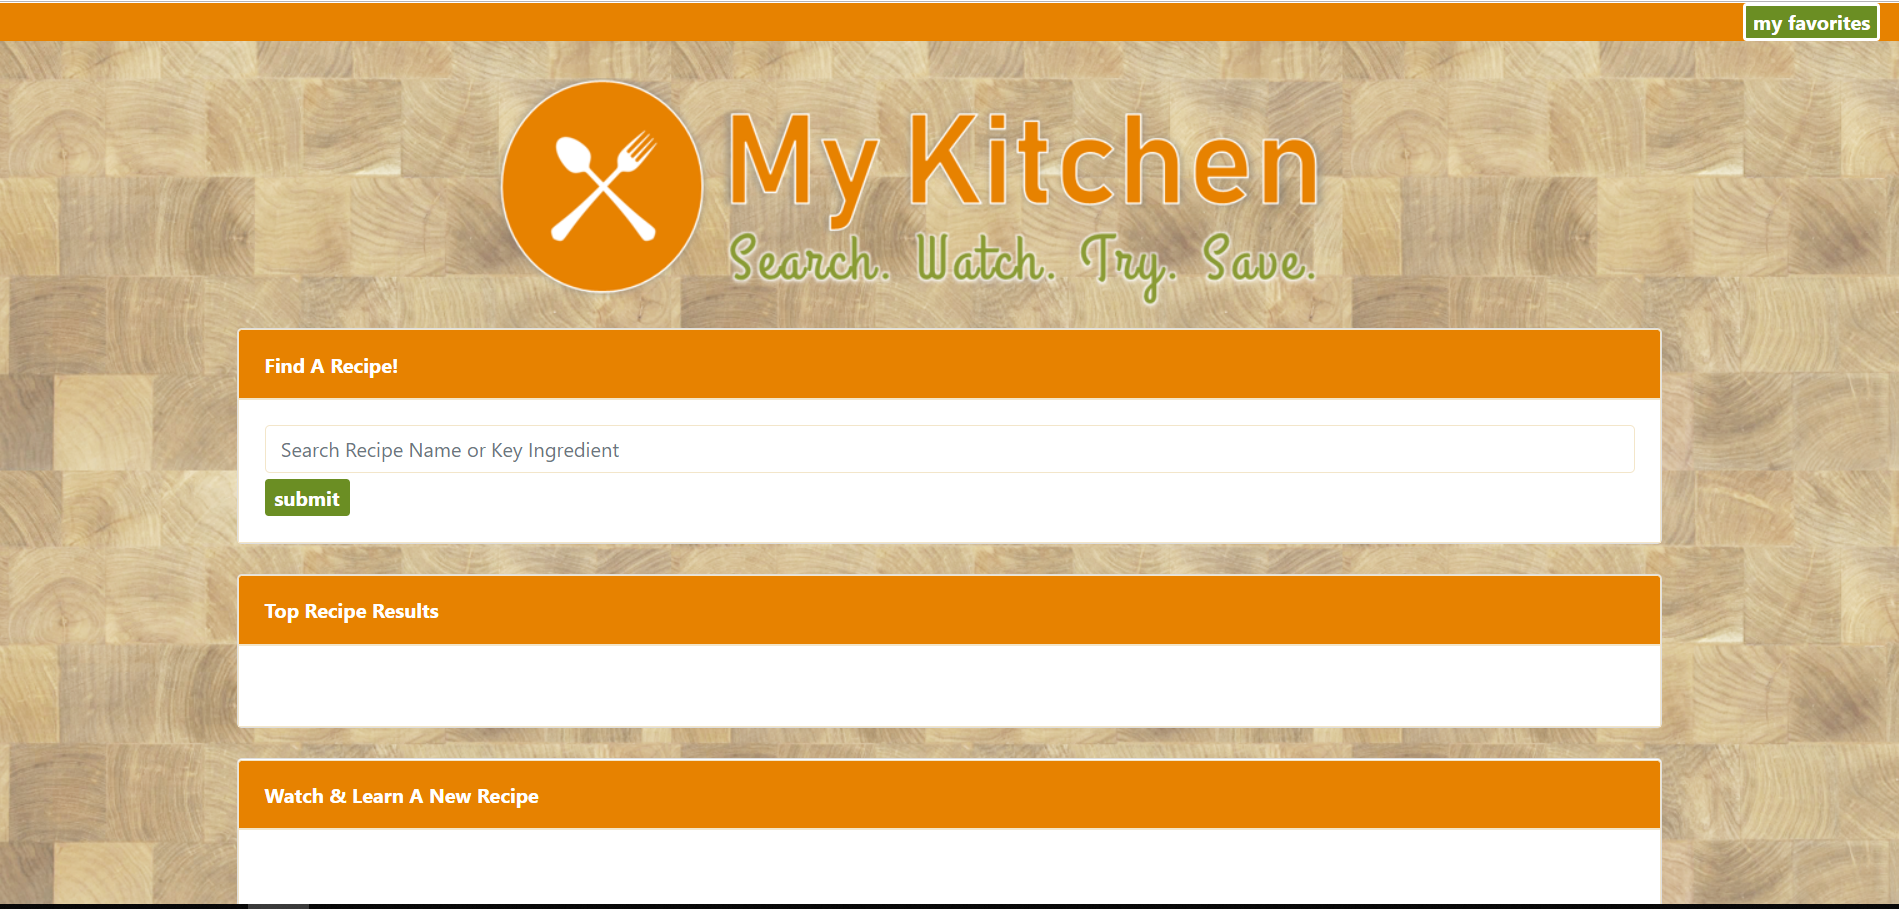 my favorites
My Kitchen
Search. Watch. Try. Save.
Find A Recipe!
Search Recipe Name or Key Ingredient
submit
Top Recipe Results
Watch & Learn A New Recipe